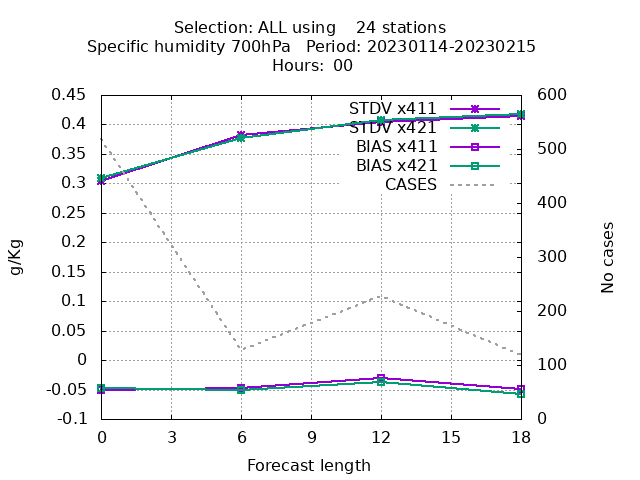 Selection: ALL using    24 stations
Specific humidity 700hPa   Period: 20230114-20230215
Hours:  00
0.45
0.4
0.35
0.3
0.25
0.2
0.15
0.1
0.05
0
-0.05
-0.1
g/Kg
STDV x411
STDV x421
BIAS x411
BIAS x421
CASES
600
500
400
300
200
100
0
No cases
0 3 6 9 12 15 18
Forecast length